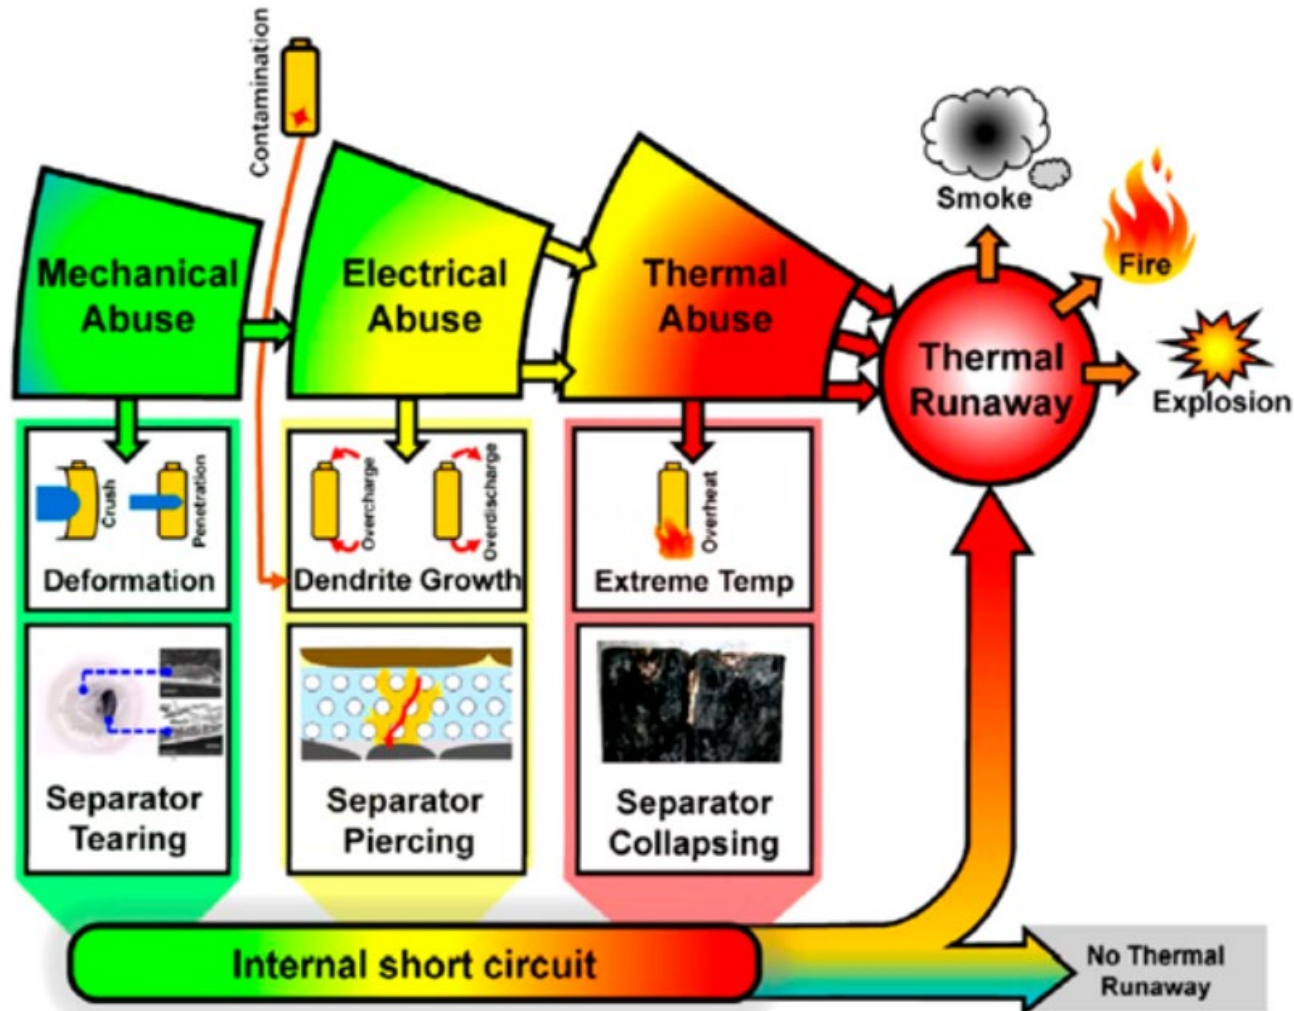 Contamination
Mechanical
Abuse
Electrical
Abuse
Thermal
Abuse
Smoke
Fire
Explosion
Thermal
Runaway
Crush
Penetration
Deformation
Overcharge
Overdischarge
Dendrite Growth
Overheat
Extreme Temp
Separator
Tearing
Separator
Piercing
Separator
Collapsing
Internal short circuit
No Thermal
Runaway